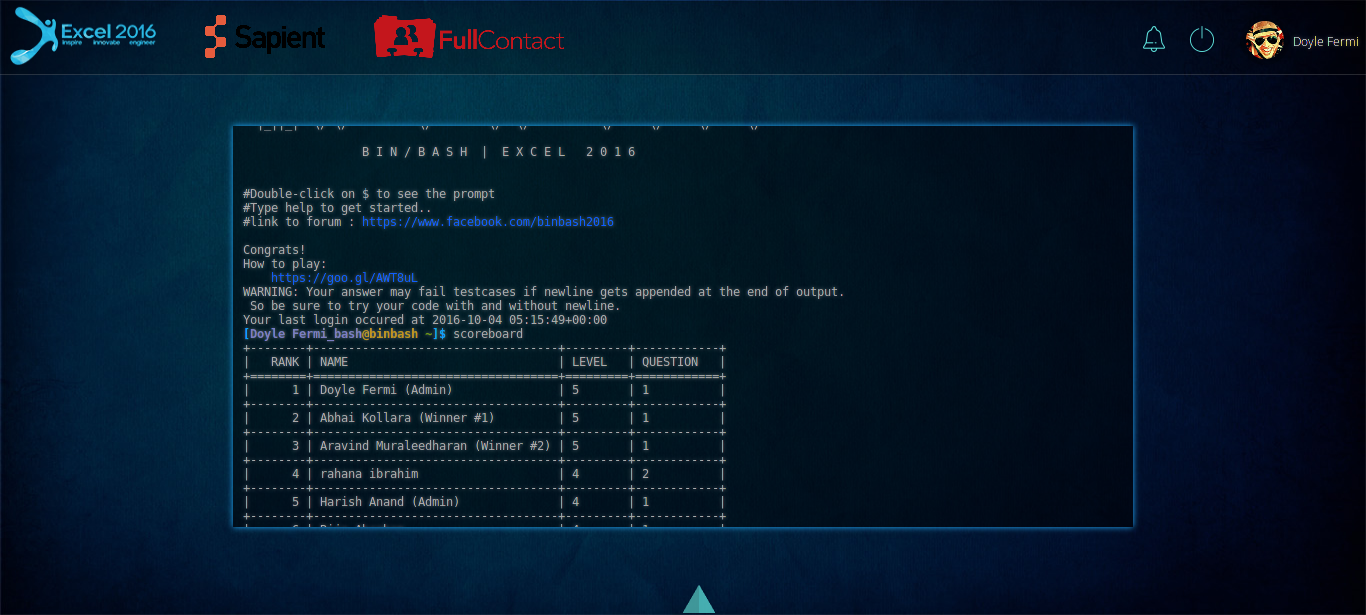 Excel 2016
inspire innovate engineer
Sapient
FullContact
Doyle Fermi
B I N / B A S H | E X C E L 2 0 1 6
#Double-click on $ to see the prompt
#Type help to get started..
#link to forum : https://www.facebook.com/binbash2016
Congrats!
How to play:
https://goo.gl/AWT8uL
WARNING: Your answer may fail testcases if newline gets appended at the end of output.
So be sure to try your code with and without newline.
Your last login occured at 2016-10-04 05:15:49+00:00
[Doyle Fermi_bash@binbash ~]$ scoreboard
+--------+-----------------------------------+---------+------------+
| RANK | NAME | LEVEL | QUESTION |
+========+===================================+=========+============+
| 1 | Doyle Fermi (Admin) | 5 | 1 |
+--------+-----------------------------------+---------+------------+
| 2 | Abhai Kollara (Winner #1) | 5 | 1 |
+--------+-----------------------------------+---------+------------+
| 3 | Aravind Muraleedharan (Winner #2) | 5 | 1 |
+--------+-----------------------------------+---------+------------+
| 4 | rahana ibrahim | 4 | 2 |
+--------+-----------------------------------+---------+------------+
| 5 | Harish Anand (Admin) | 4 | 1 |
+--------+-----------------------------------+---------+------------+